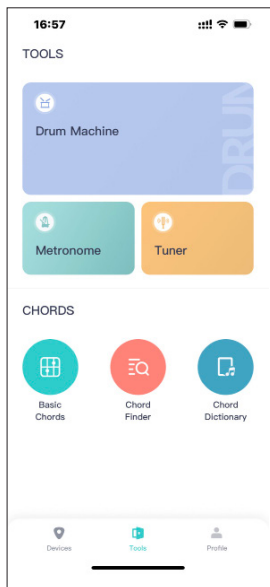 16:57
TOOLS
Drum Machine
DRUM
Metronome
Tuner
CHORDS
Basic
Chords
Chord
Finder
Chord
Dictionary
Devices
Tools
Profile